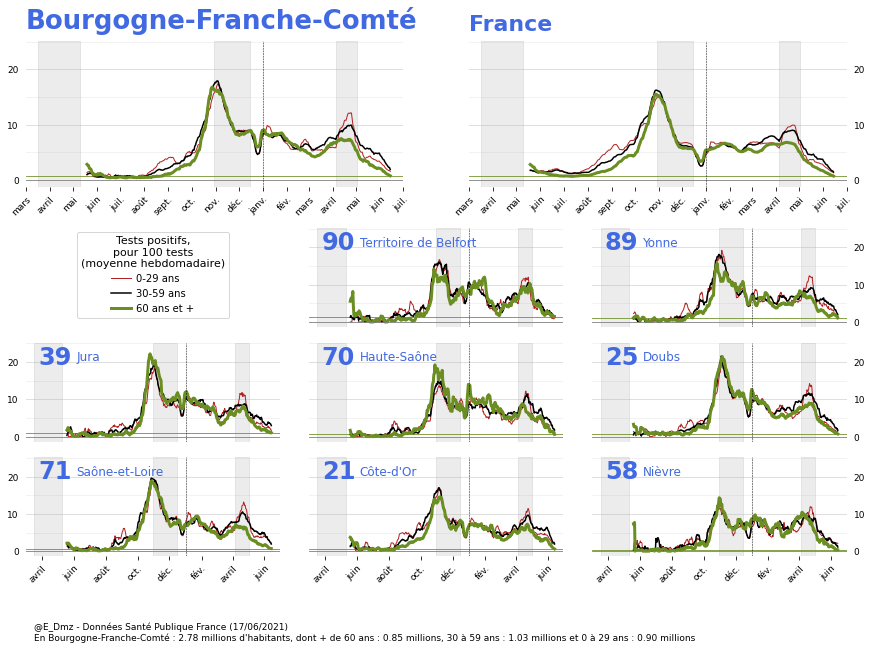 Bourgogne-Franche-Comté
France
20
10
0
mars avril mai juin juil. août sept. oct. nov. déc. janv. fév. mars avril mai juin juil.
20
10
0
mars avril mai juin juil. août sept. oct. nov. déc. janv. fév. mars avril mai juin juil.
Tests positifs,
pour 100 tests
(moyenne hebdomadaire)
0-29 ans
30-59 ans
60 ans et +
90 Territoire de Belfort
89 Yonne
20
10
0
39 Jura
70 Haute-Saône
25 Doubs
20
10
0
20
10
0
71 Saône-et-Loire
21 Côte-d'Or
58 Nièvre
20
10
0
20
10
0
avril juin août oct. déc. fév. avril juin
avril juin août oct. déc. fév. avril juin
avril juin août oct. déc. fév. avril juin
@E_Dmz - Données Santé Publique France (17/06/2021)
En Bourgogne-Franche-Comté : 2.78 millions d'habitants, dont + de 60 ans : 0.85 millions, 30 à 59 ans : 1.03 millions et 0 à 29 ans : 0.90 millions